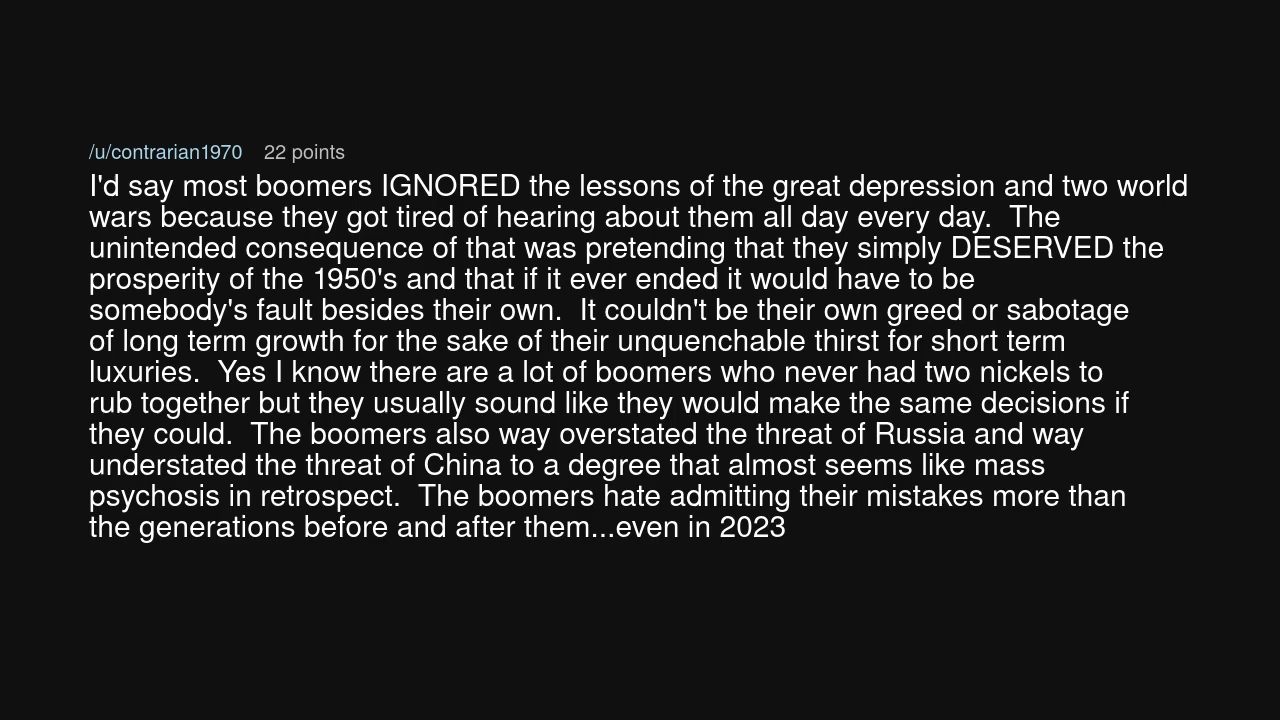 /u/contrarian1970 22 points
I'd say most boomers IGNORED the lessons of the great depression and two world
wars because they got tired of hearing about them all day every day.  The
unintended consequence of that was pretending that they simply DESERVED the
prosperity of the 1950's and that if it ever ended it would have to be
somebody's fault besides their own.  It couldn't be their own greed or sabotage
of long term growth for the sake of their unquenchable thirst for short term
luxuries.  Yes I know there are a lot of boomers who never had two nickels to
rub together but they usually sound like they would make the same decisions if
they could.  The boomers also way overstated the threat of Russia and way
understated the threat of China to a degree that almost seems like mass
psychosis in retrospect.  The boomers hate admitting their mistakes more than
the generations before and after them...even in 2023